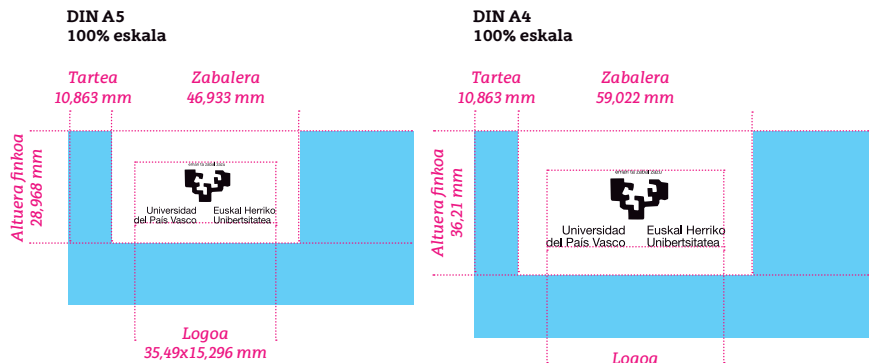 DIN A5
100% eskala
Tartea
10,863 mm
Zabalera
46,933 mm
Altuera finkoa
28,968 mm
Universidad
del País Vasco
Euskal Herriko
Unibertsitatea
Logoa
35,49x15,296 mm
DIN A4
100% eskala
Tartea
10,863 mm
Zabalera
59,022 mm
Altuera finkoa
36,21 mm
Universidad
del País Vasco
Euskal Herriko
Unibertsitatea
Logoa